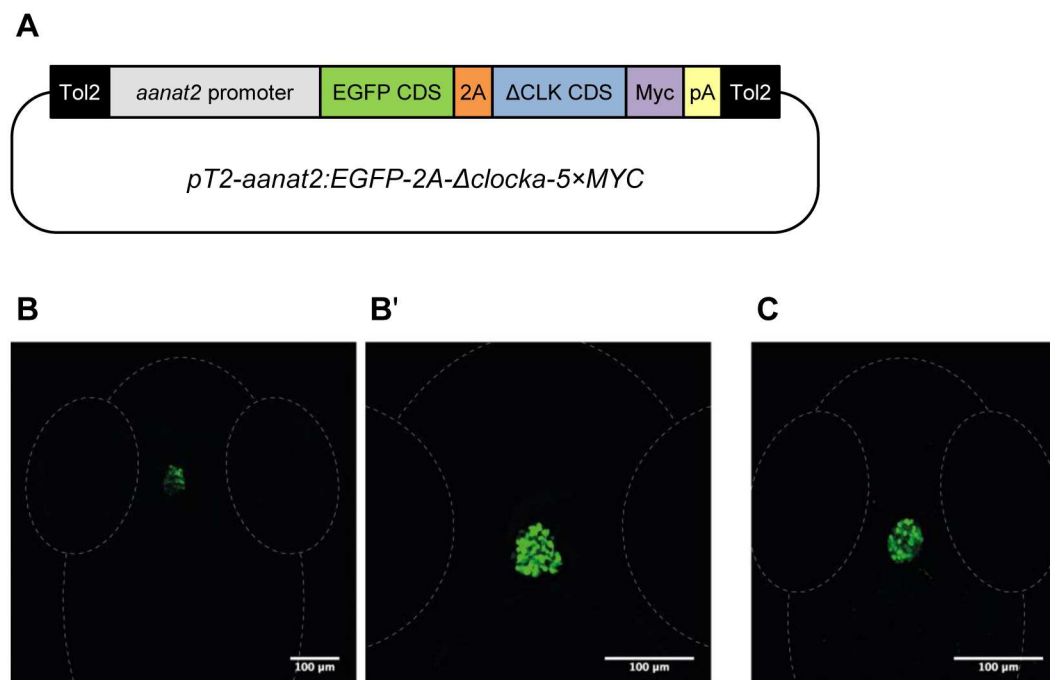 A
Tol2 aanat2 promoter EGFP CDS 2A ΔCLK CDS Myc pA Tol2
pT2-aanat2:EGFP-2A-Δclocka-5×MYC
B B' C
100 µm 100 µm 100 µm